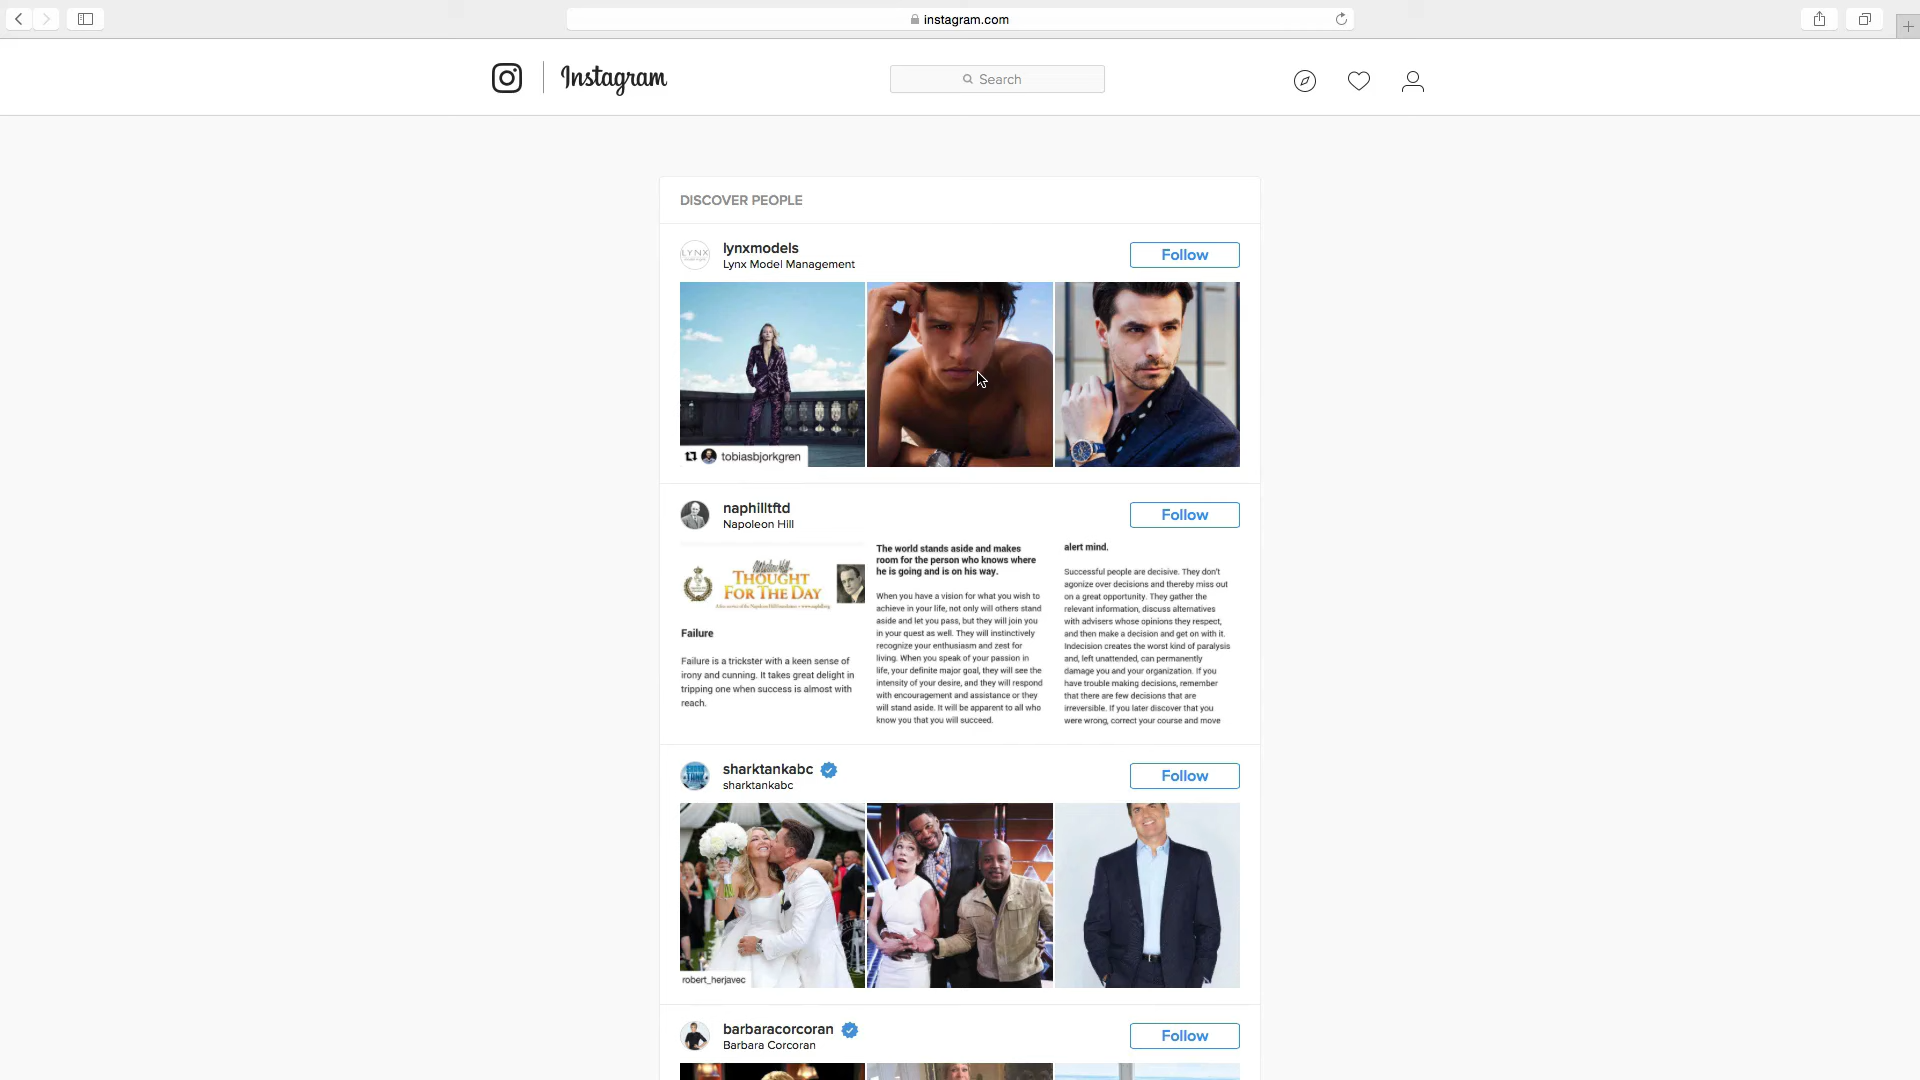 instagram.com
Instagram
Search
DISCOVER PEOPLE
lynxmodels
Lynx Model Management
Follow
LYNX
tobiasbjorkgren
naphilltftd
Napoleon Hill
Follow
THOUGHT
FOR THE DAY
Failure
Failure is a trickster with a keen sense of
irony and cunning. It takes great delight in
tripping one when success is almost with
reach.
The world stands aside and makes
room for the person who knows where
he is going and is on his way.
When you have a vision for what you wish to
achieve in your life, not only will others stand
aside and let you pass, but they will join you
in your quest as well. They will instinctively
recognize your enthusiasm and zest for
living. When you speak of your passion in
life, your definite major goal, they will see the
intensity of your desire, and they will respond
with encouragement and assistance or they
will stand aside. It will be apparent to all who
know you that you will succeed.
alert mind.
Successful people are decisive. They don't
agonize over decisions and thereby miss out
on a great opportunity. They gather the
relevant information, discuss alternatives
with advisers whose opinions they respect,
and then make a decision and get on with it.
Indecision creates the worst kind of paralysis
and, left unattended, can permanently
damage you and your organization. If you
have trouble making decisions, remember
that there are few decisions that are
irreversible. If you later discover that you
were wrong, correct your course and move
sharktankabc
sharktankabc
Follow
robert_herjavec
barbaracorcoran
Barbara Corcoran
Follow